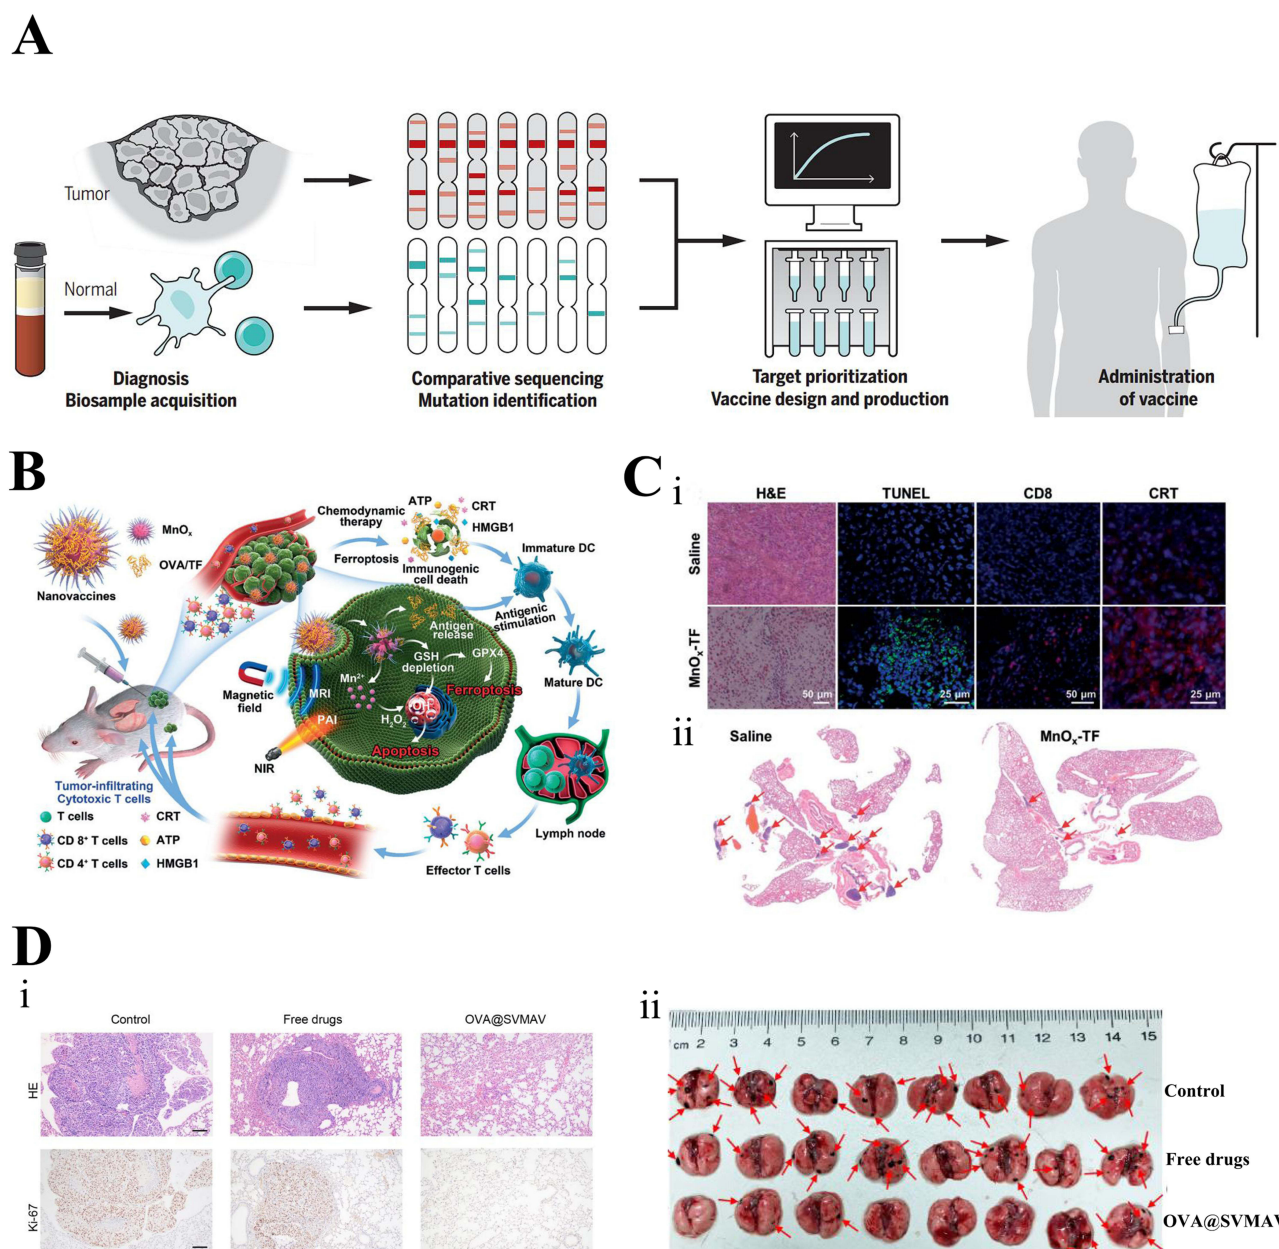 A
Tumor
Normal
Diagnosis
Biosample acquisition
Comparative sequencing
Mutation identification
Target prioritization
Vaccine design and production
Administration
of vaccine
B
MnOₓ
OVA/TF
Nanovaccines
Chemodynamic
therapy
Ferroptosis
ATP
CRT
HMGB1
Immunogenic
cell death
Immature DC
Antigenic
stimulation
Mature DC
Antigen
release
GSH
depletion
GPX4
Mn²⁺
Ferroptosis
H₂O₂
Apoptosis
Magnetic
field
MRI
PAI
NIR
Lymph node
Effector T cells
Tumor-infiltrating
Cytotoxic T cells
T cells
CRT
CD 8⁺ T cells
ATP
CD 4⁺ T cells
HMGB1
C
i
H&E
TUNEL
CD8
CRT
Saline
MnOₓ-TF
50 µm
25 µm
50 µm
25 µm
ii
Saline
MnOₓ-TF
D
i
Control
Free drugs
OVA@SVMAV
HE
Ki-67
ii
cm 2 3 4 5 6 7 8 9 10 11 12 13 14 15
Control
Free drugs
OVA@SVMAV